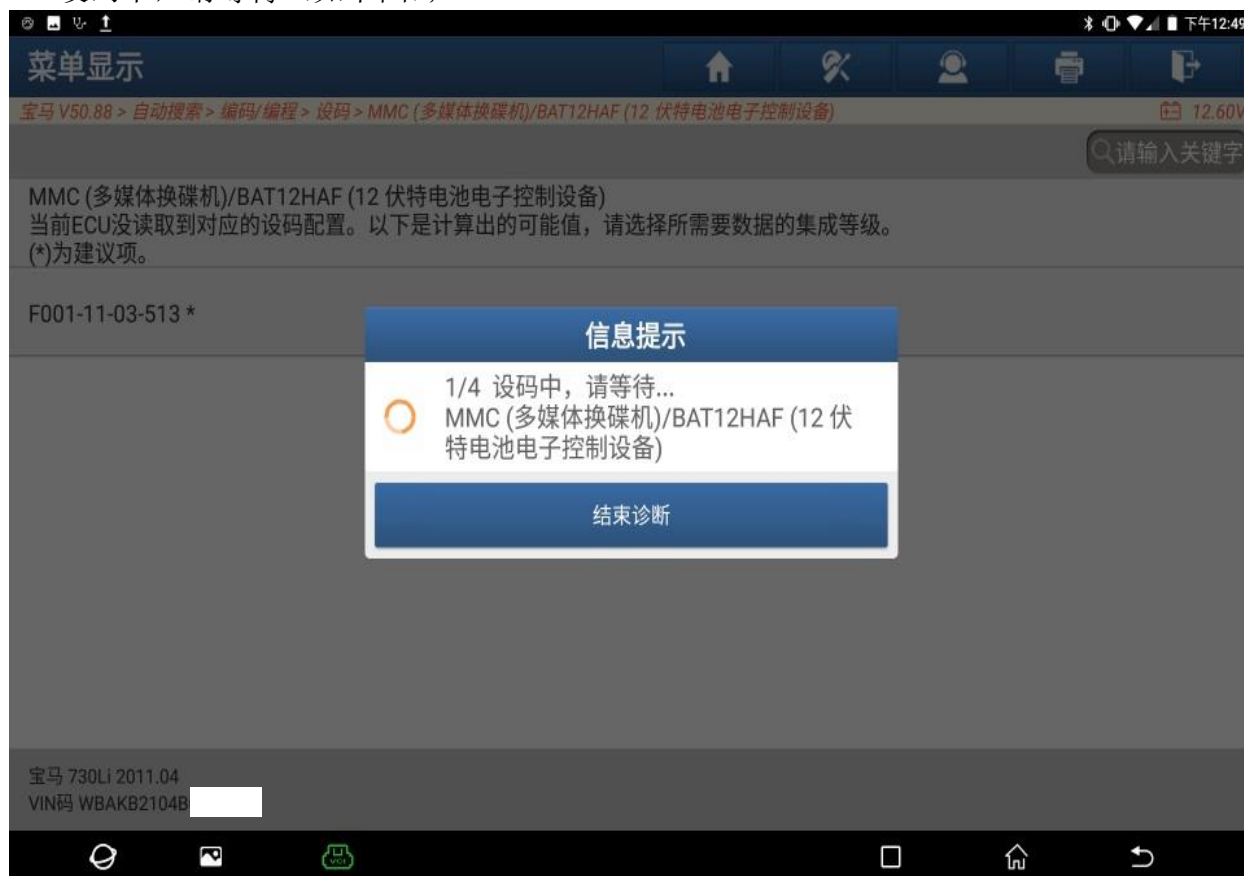 下午12:49
菜单显示
宝马 V50.88 > 自动搜索 > 编码/编程 > 设码 > MMC (多媒体换碟机)/BAT12HAF (12 伏特电池电子控制设备)
12.60V
请输入关键字
MMC (多媒体换碟机)/BAT12HAF (12 伏特电池电子控制设备)
当前ECU没读取到对应的设码配置。以下是计算出的可能值，请选择所需要数据的集成等级。
(*)为建议项。
F001-11-03-513 *
信息提示
1/4 设码中，请等待...
MMC (多媒体换碟机)/BAT12HAF (12 伏
特电池电子控制设备)
结束诊断
宝马 730Li 2011.04
VIN码 WBAKB2104B
VCI